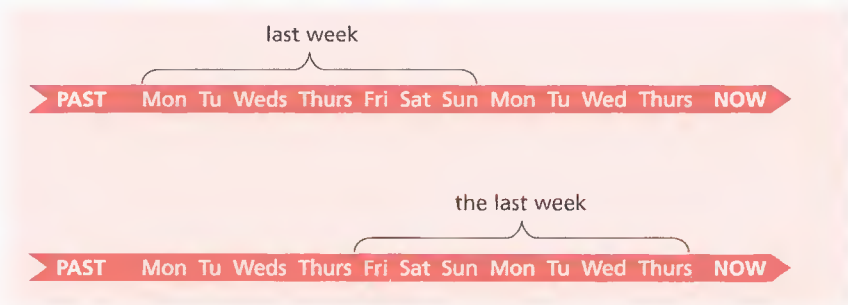 last week
PAST Mon Tu Weds Thurs Fri Sat Sun Mon Tu Wed Thurs NOW
the last week
PAST Mon Tu Weds Thurs Fri Sat Sun Mon Tu Wed Thurs NOW